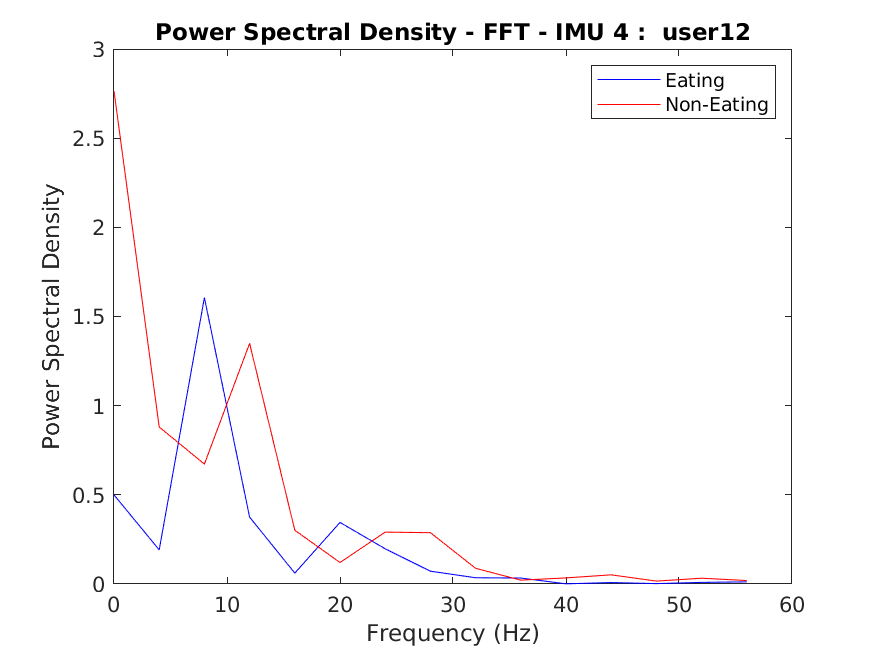 Power Spectral Density - FFT - IMU 4 :  user12
Eating
Non-Eating
Power Spectral Density
3
2.5
2
1.5
1
0.5
0
0 10 20 30 40 50 60
Frequency (Hz)